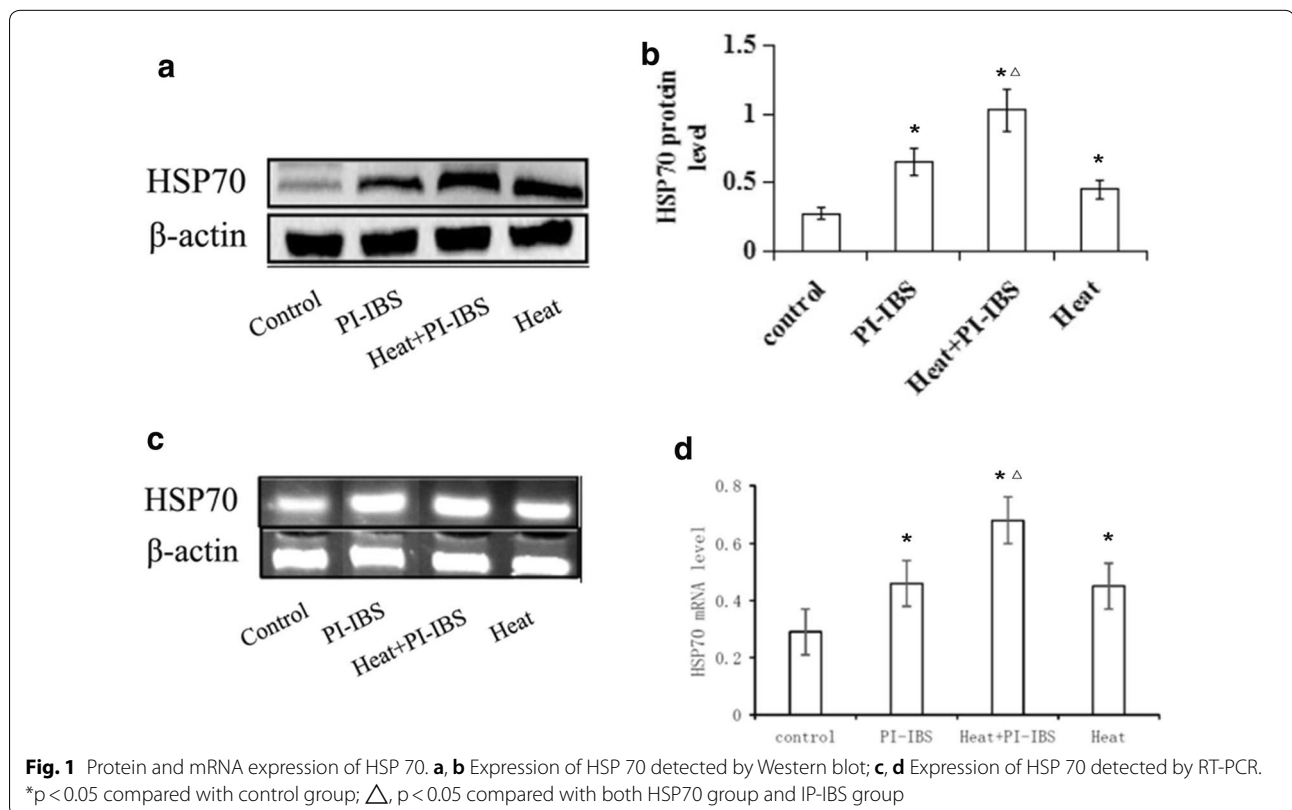 a
HSP70
β-actin
Control PI-IBS Heat+PI-IBS Heat
b
HSP70 protein
level
1.5
1
0.5
0
*
* △
*
control PI-IBS Heat+PI-IBS Heat
c
HSP70
β-actin
Control PI-IBS Heat+PI-IBS Heat
d
HSP70 mRNA level
0.8
0.6
0.4
0.2
0
*
* △
*
control PI-IBS Heat+PI-IBS Heat
Fig. 1 Protein and mRNA expression of HSP 70. a, b Expression of HSP 70 detected by Western blot; c, d Expression of HSP 70 detected by RT-PCR.
*p < 0.05 compared with control group; △, p < 0.05 compared with both HSP70 group and IP-IBS group